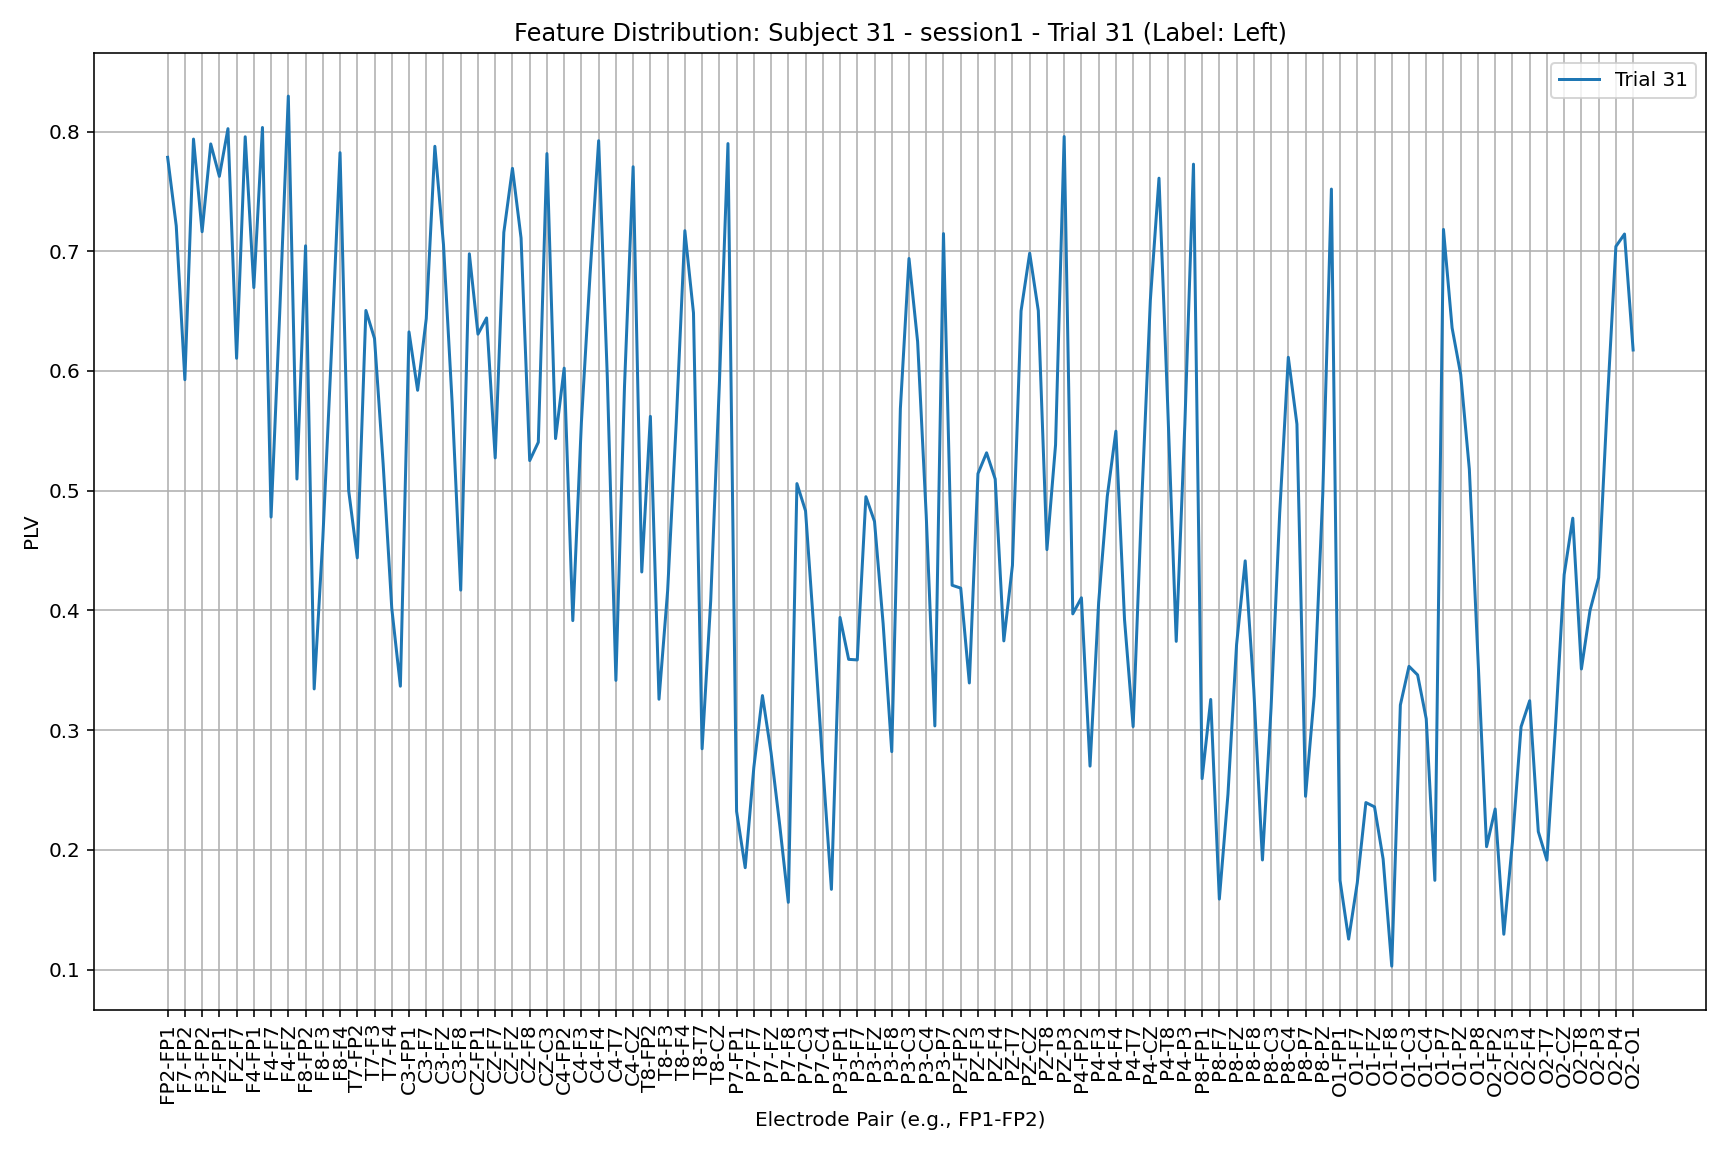 Feature Distribution: Subject 31 - session1 - Trial 31 (Label: Left)
Trial 31
PLV
0.8
0.7
0.6
0.5
0.4
0.3
0.2
0.1
FP2-FP1
F7-FP2
F3-FP2
FZ-FP1
FZ-F7
F4-FP1
F4-F7
F4-FZ
F8-FP2
F8-F3
F8-F4
T7-FP2
T7-F3
T7-F4
C3-FP1
C3-F7
C3-FZ
C3-F8
CZ-FP1
CZ-F7
CZ-FZ
CZ-F8
CZ-C3
C4-FP2
C4-F3
C4-F4
C4-T7
C4-CZ
T8-FP2
T8-F3
T8-F4
T8-T7
T8-CZ
P7-FP1
P7-F7
P7-FZ
P7-F8
P7-C3
P7-C4
P3-FP1
P3-F7
P3-FZ
P3-F8
P3-C3
P3-C4
P3-P7
PZ-FP2
PZ-F3
PZ-F4
PZ-T7
PZ-CZ
PZ-T8
PZ-P3
P4-FP2
P4-F3
P4-F4
P4-T7
P4-CZ
P4-T8
P4-P3
P8-FP1
P8-F7
P8-FZ
P8-F8
P8-C3
P8-C4
P8-P7
P8-PZ
O1-FP1
O1-F7
O1-FZ
O1-F8
O1-C3
O1-C4
O1-P7
O1-PZ
O1-P8
O2-FP2
O2-F3
O2-F4
O2-T7
O2-CZ
O2-T8
O2-P3
O2-P4
O2-O1
Electrode Pair (e.g., FP1-FP2)